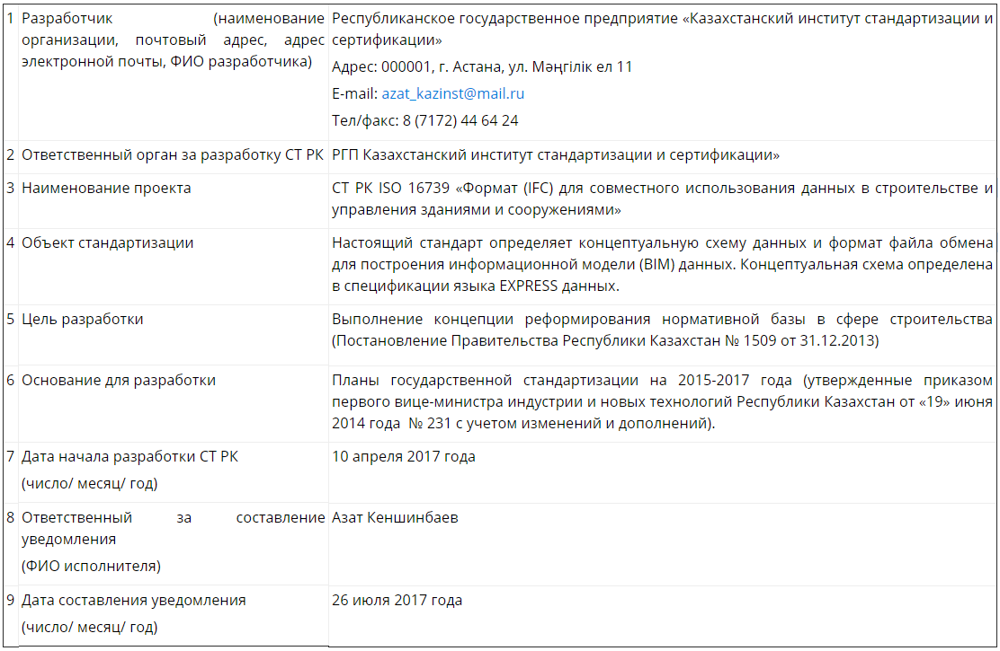 1 Разработчик (наименование
организации, почтовый адрес, адрес
электронной почты, ФИО разработчика)
Республиканское государственное предприятие «Казахстанский институт стандартизации и
сертификации»
Адрес: 000001, г. Астана, ул. Мәңгілік ел 11
E-mail: azat_kazinst@mail.ru
Тел/факс: 8 (7172) 44 64 24
2 Ответственный орган за разработку СТ РК
РГП Казахстанский институт стандартизации и сертификации»
3 Наименование проекта
СТ РК ISO 16739 «Формат (IFC) для совместного использования данных в строительстве и
управления зданиями и сооружениями»
4 Объект стандартизации
Настоящий стандарт определяет концептуальную схему данных и формат файла обмена
для построения информационной модели (BIM) данных. Концептуальная схема определена
в спецификации языка EXPRESS данных.
5 Цель разработки
Выполнение концепции реформирования нормативной базы в сфере строительства
(Постановление Правительства Республики Казахстан № 1509 от 31.12.2013)
6 Основание для разработки
Планы государственной стандартизации на 2015-2017 года (утвержденные приказом
первого вице-министра индустрии и новых технологий Республики Казахстан от «19» июня
2014 года № 231 с учетом изменений и дополнений).
7 Дата начала разработки СТ РК
(число/ месяц/ год)
10 апреля 2017 года
8 Ответственный за составление
уведомления
(ФИО исполнителя)
Азат Кеншинбаев
9 Дата составления уведомления
(число/ месяц/ год)
26 июля 2017 года